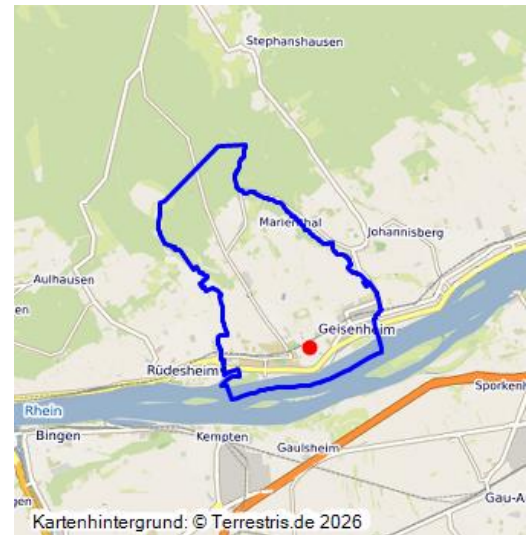 Stephanshausen
Marienthal
Johannisberg
Aulhausen
en
Geisenheim
Rüdesheim
Sporkenh
Rhein
Bingen
Kempten
Gaulsheim
gen
Gau-A
Kartenhintergrund: © Terrestris.de 2026